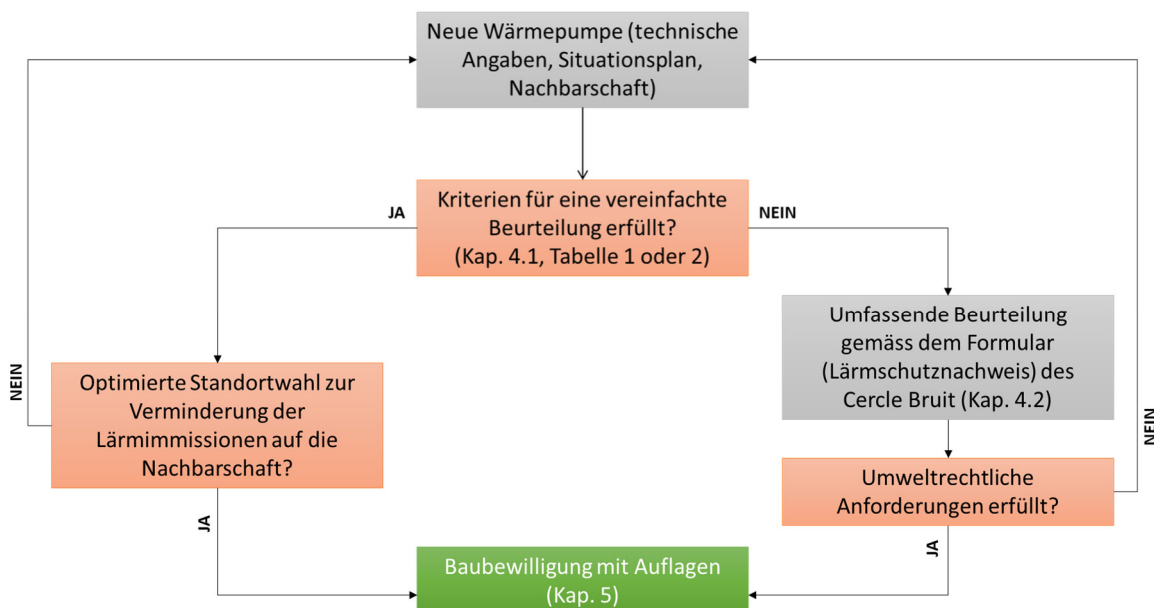 Neue Wärmepumpe (technische
Angaben, Situationsplan,
Nachbarschaft)
Kriterien für eine vereinfachte
Beurteilung erfüllt?
(Kap. 4.1, Tabelle 1 oder 2)
JA
NEIN
Umfassende Beurteilung
gemäss dem Formular
(Lärmschutznachweis) des
Cercle Bruit (Kap. 4.2)
NEIN
Optimierte Standortwahl zur
Verminderung der
Lärmimmissionen auf die
Nachbarschaft?
NEIN
Umweltrechtliche
Anforderungen erfüllt?
JA
JA
Baubewilligung mit Auflagen
(Kap. 5)